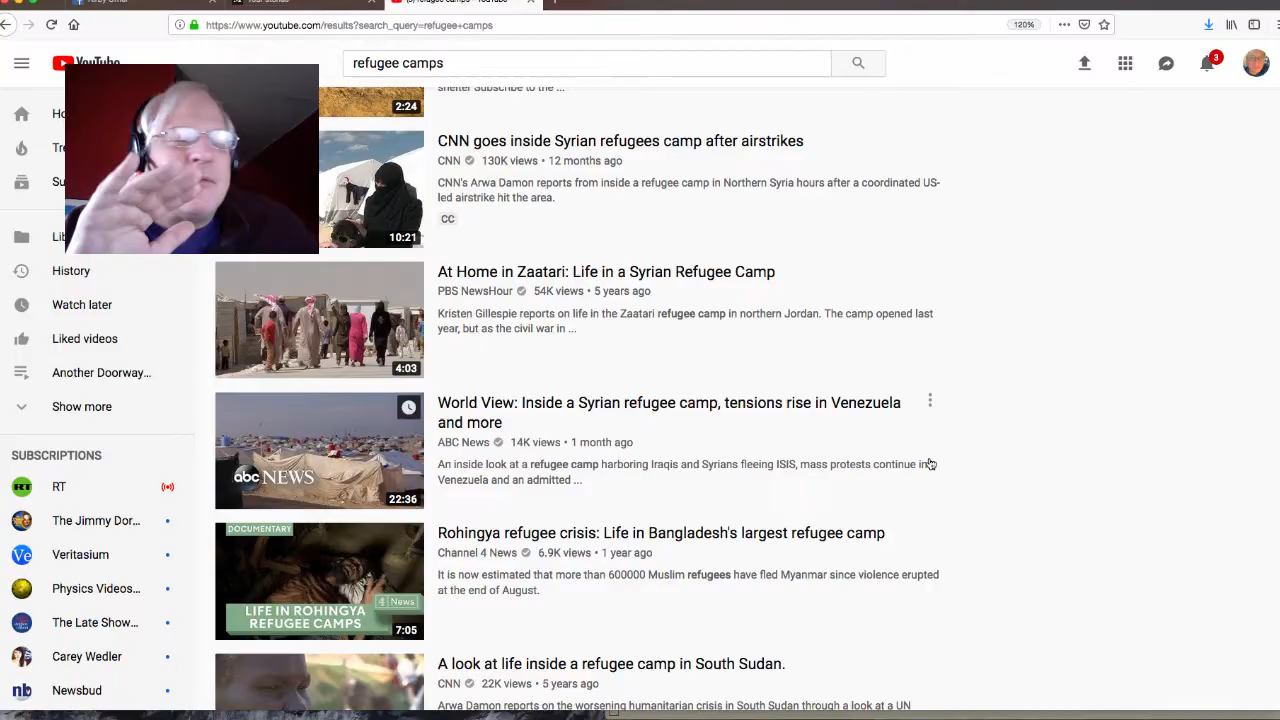 https://www.youtube.com/results?search_query=refugee+camps
120%
YouTube
refugee camps
3
shelter Subscribe to the ...
2:24
CNN goes inside Syrian refugees camp after airstrikes
CNN 130K views • 12 months ago
CNN's Arwa Damon reports from inside a refugee camp in Northern Syria hours after a coordinated US-
led airstrike hit the area.
CC
10:21
History
At Home in Zaatari: Life in a Syrian Refugee Camp
PBS NewsHour 54K views • 5 years ago
Watch later
Kristen Gillespie reports on life in the Zaatari refugee camp in northern Jordan. The camp opened last
year, but as the civil war in ...
Liked videos
4:03
Another Doorway...
Show more
World View: Inside a Syrian refugee camp, tensions rise in Venezuela
and more
ABC News 14K views • 1 month ago
An inside look at a refugee camp harboring Iraqis and Syrians fleeing ISIS, mass protests continue in
Venezuela and an admitted ...
abc NEWS
22:36
SUBSCRIPTIONS
RT RT
The Jimmy Dor...
Ve Veritasium
Physics Videos...
The Late Show...
Carey Wedler
nb Newsbud
DOCUMENTARY
Rohingya refugee crisis: Life in Bangladesh's largest refugee camp
Channel 4 News 6.9K views • 1 year ago
It is now estimated that more than 600000 Muslim refugees have fled Myanmar since violence erupted
at the end of August.
4 News
LIFE IN ROHINGYA
REFUGEE CAMPS
7:05
A look at life inside a refugee camp in South Sudan.
CNN 22K views • 5 years ago
Arwa Damon reports on the worsening humanitarian crisis in South Sudan through a look at a UN